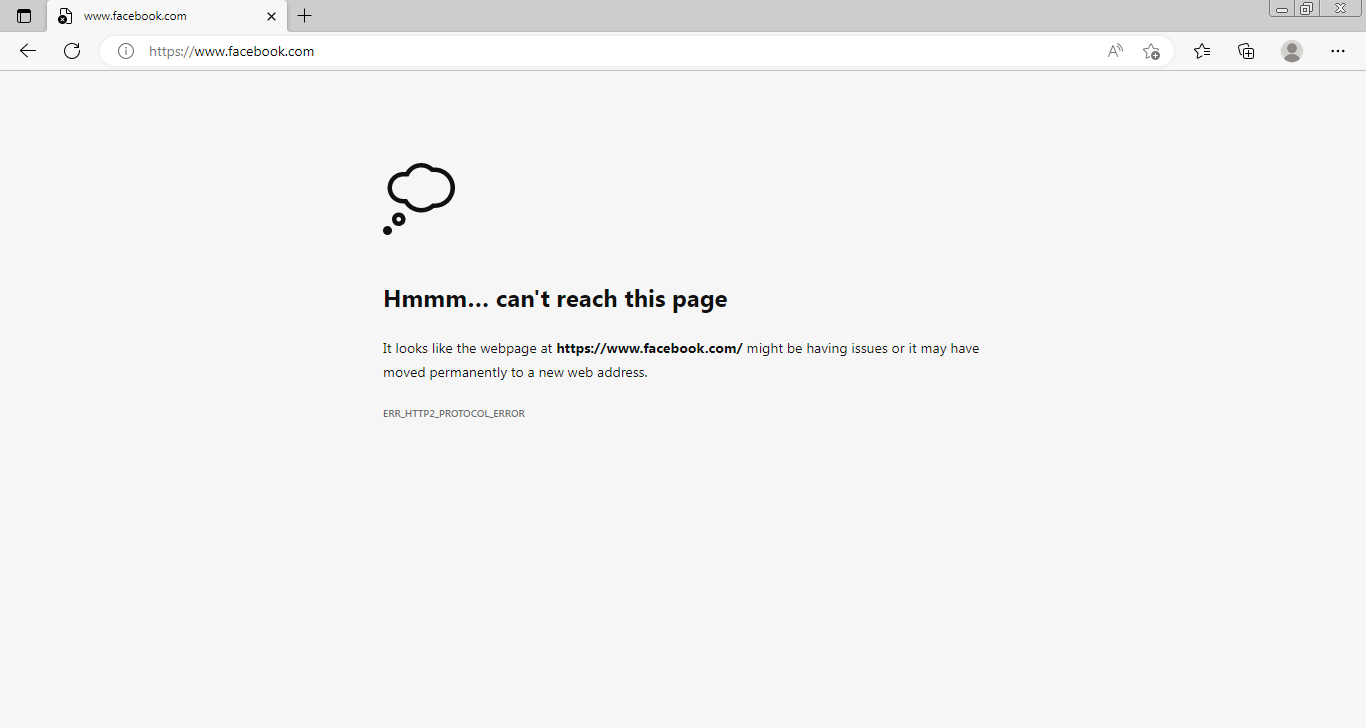 www.facebook.com
https://www.facebook.com
Hmmm... can't reach this page
It looks like the webpage at https://www.facebook.com/ might be having issues or it may have
moved permanently to a new web address.
ERR_HTTP2_PROTOCOL_ERROR